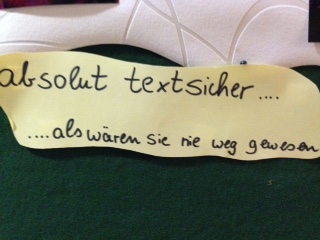 absolut textsicher....
....als wären sie nie weg gewesen